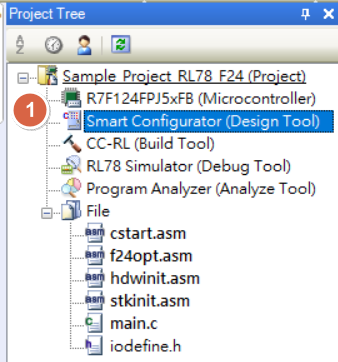 Project Tree
Sample_Project_RL78_F24 (Project)
1
R7F124FPJ5xFB (Microcontroller)
Smart Configurator (Design Tool)
CC-RL (Build Tool)
RL78 Simulator (Debug Tool)
Program Analyzer (Analyze Tool)
File
cstart.asm
f24opt.asm
hdwinit.asm
stkinit.asm
main.c
iodefine.h